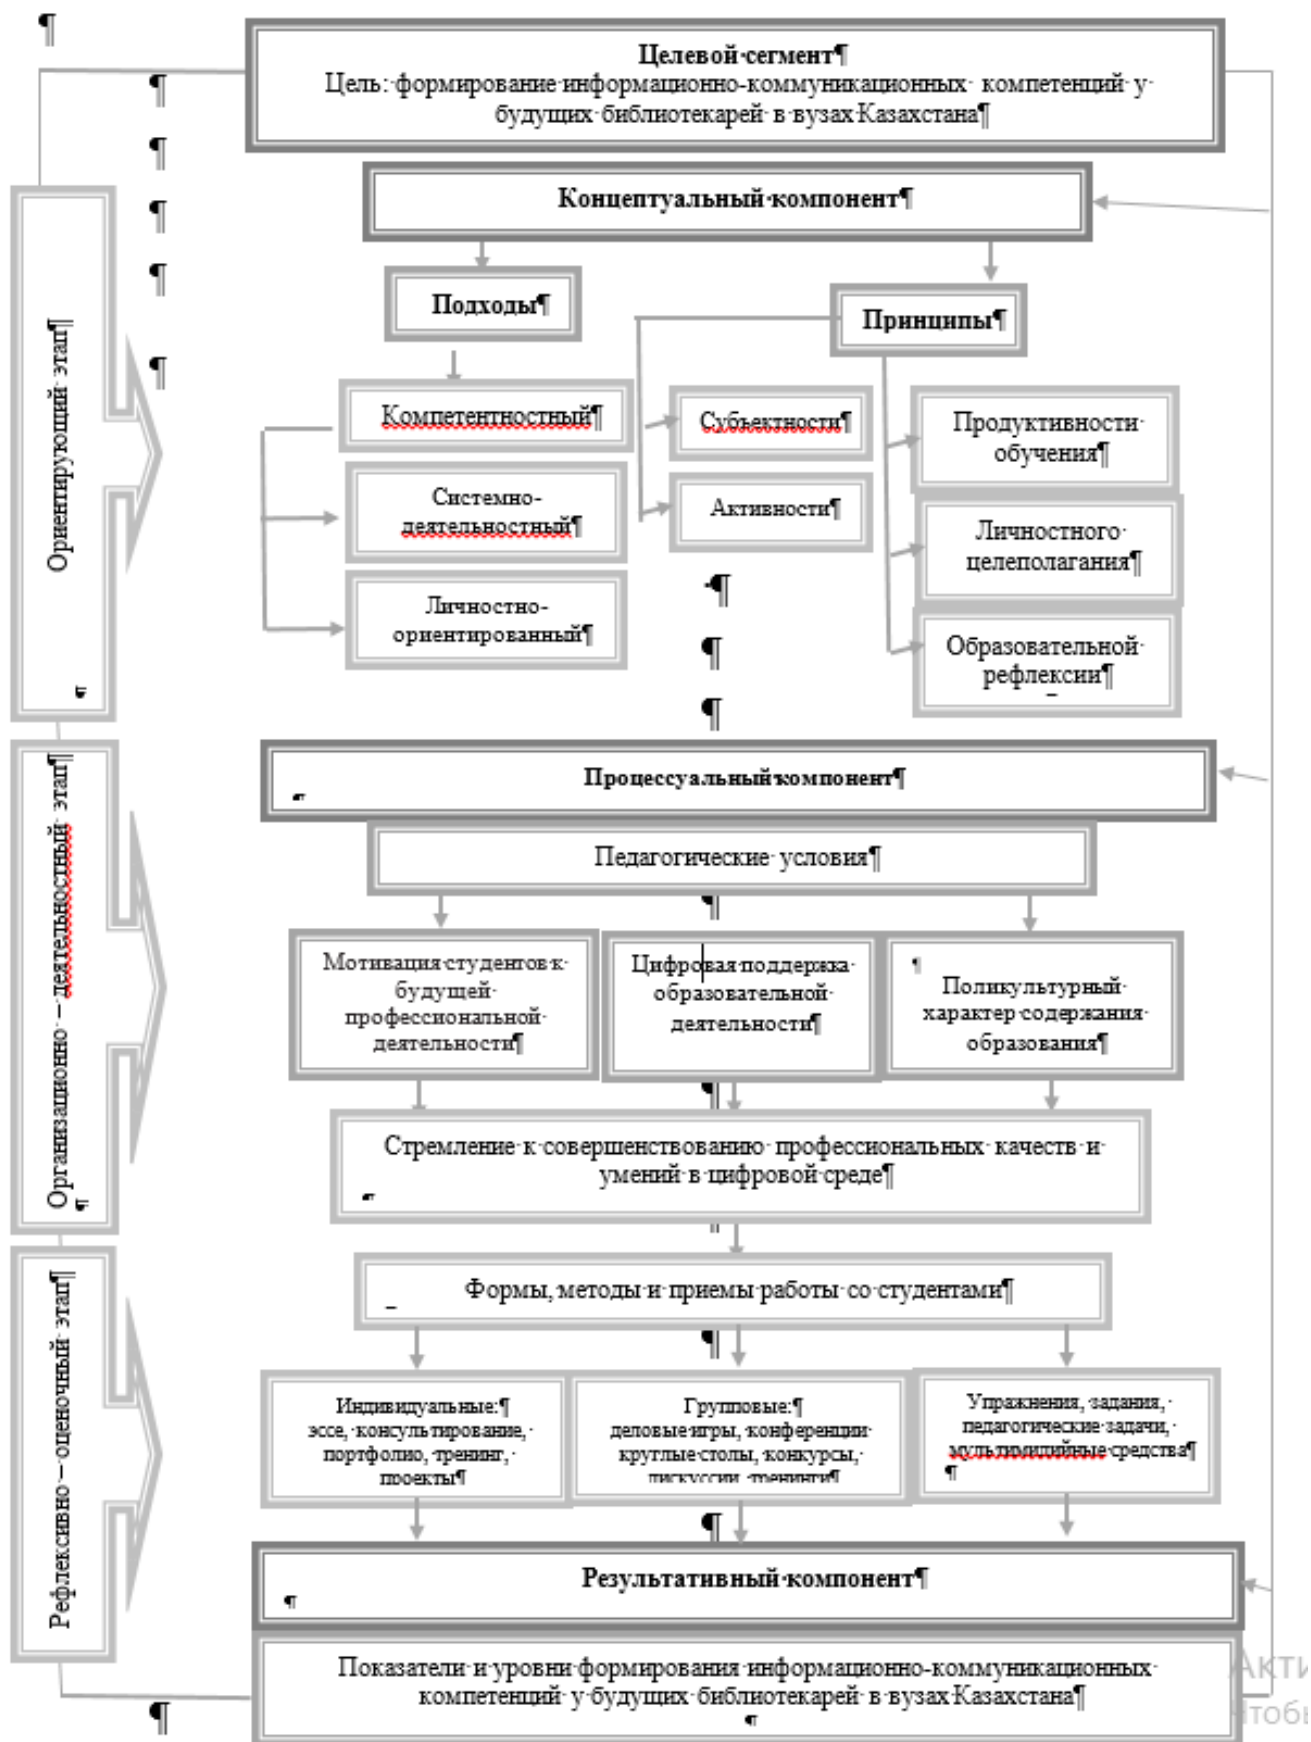 Целевой сегмент¶
Цель: формирование информационно-коммуникационных компетенций у
будущих библиотекарей в вузах Казахстана¶
Концептуальный компонент¶
Ориентирующий этап¶
Подходы¶
Принципы¶
Компетентностный¶
Системно-
деятельностный¶
Личностно-
ориентированный¶
Субъектности¶
Активности¶
Продуктивности
обучения¶
Личностного
целеполагания¶
Образовательной
рефлексии¶
Организационно – деятельностный этап¶
Процессуальный компонент¶
Педагогические условия¶
Мотивация студентов к
будущей
профессиональной
деятельности¶
Цифровая поддержка
образовательной
деятельности¶
Поликультурный
характер содержания
образования¶
Стремление к совершенствованию профессиональных качеств и
умений в цифровой среде¶
Рефлексивно – оценочный этап¶
Формы, методы и приемы работы со студентами¶
Индивидуальные:¶
эссе, консультирование,
портфолио, тренинг,
проекты¶
Групповые:¶
деловые игры, конференции
круглые столы, конкурсы,
дискуссии, тренинги¶
Упражнения, задания,
педагогические задачи,
мультимидийные средства¶
Результативный компонент¶
Показатели и уровни формирования информационно-коммуникационных
компетенций у будущих библиотекарей в вузах Казахстана¶